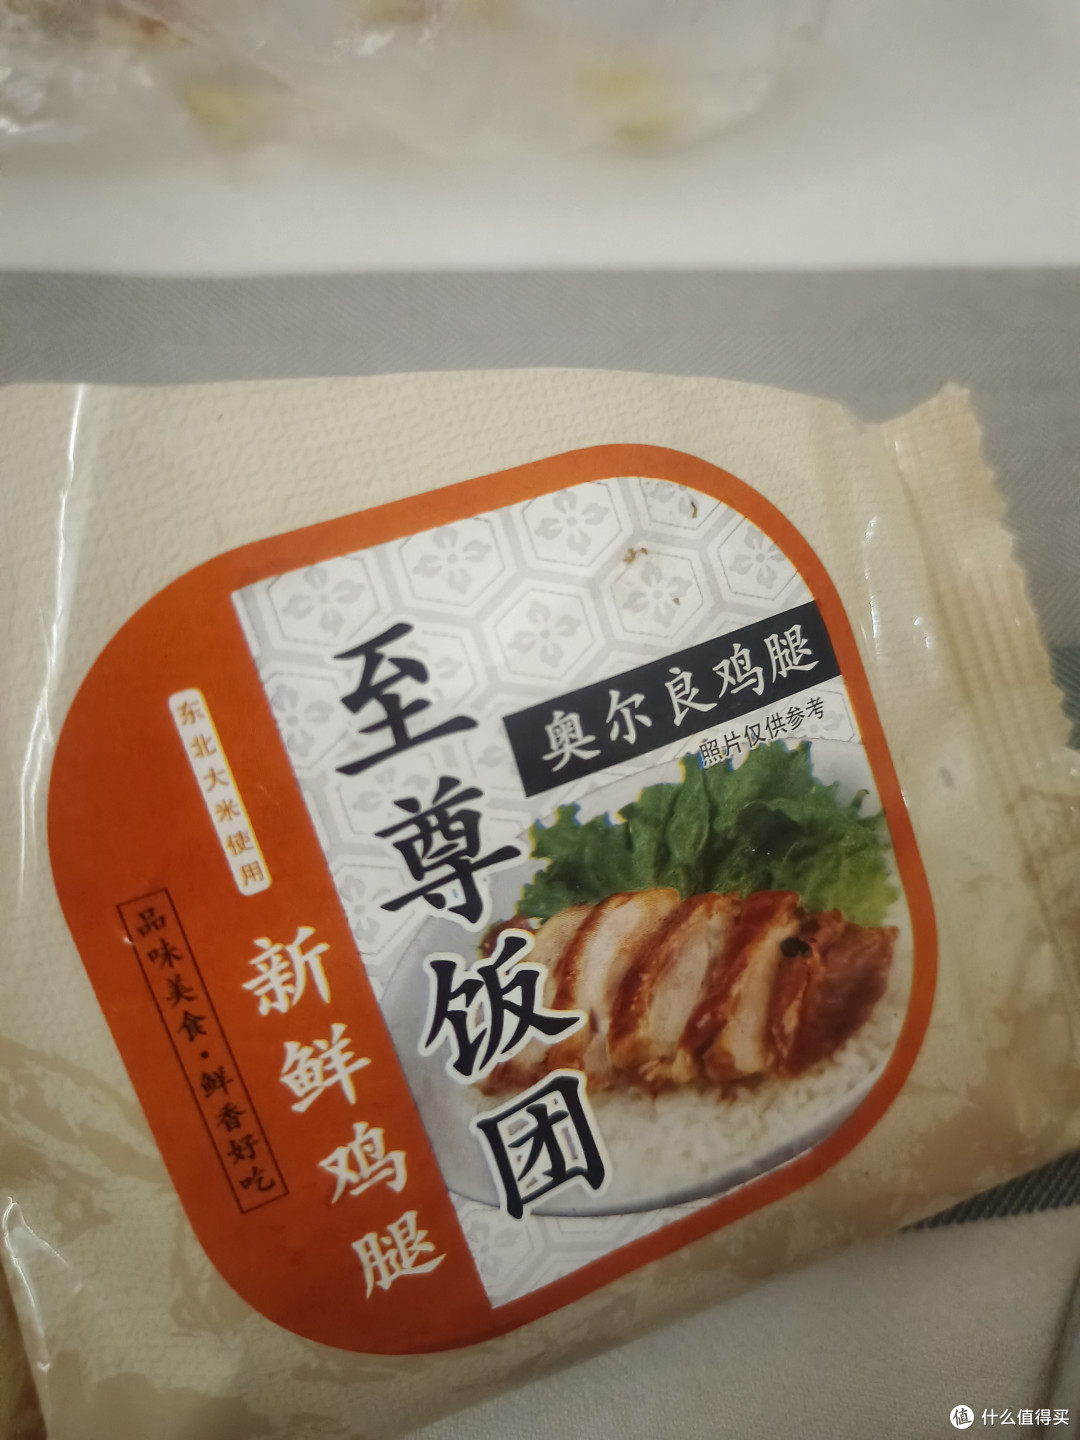 东北大米使用
品味美食·鲜香好吃
新鲜鸡腿
至尊饭团
奥尔良鸡腿
照片仅供参考
值 什么值得买